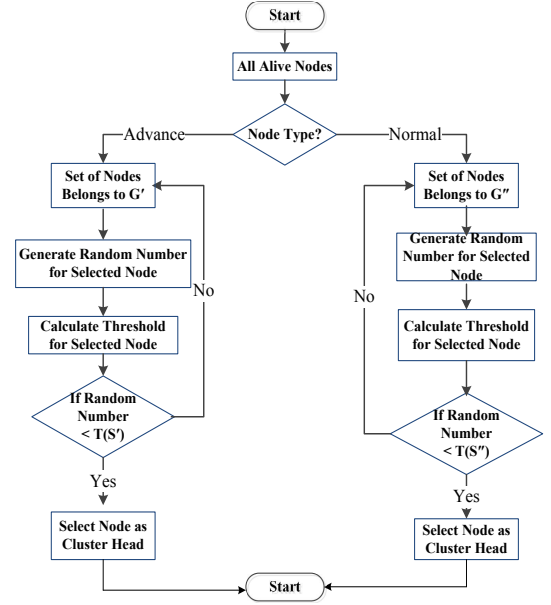 Start
All Alive Nodes
Node Type?
Advance
Normal
Set of Nodes
Belongs to G′
Set of Nodes
Belongs to G″
Generate Random Number
for Selected Node
Generate Random
Number for Selected
Node
No
No
Calculate Threshold
for Selected Node
Calculate Threshold
for Selected Node
If Random
Number
< T(S′)
If Random
Number
< T(S″)
Yes
Yes
Select Node as
Cluster Head
Select Node as
Cluster Head
Start